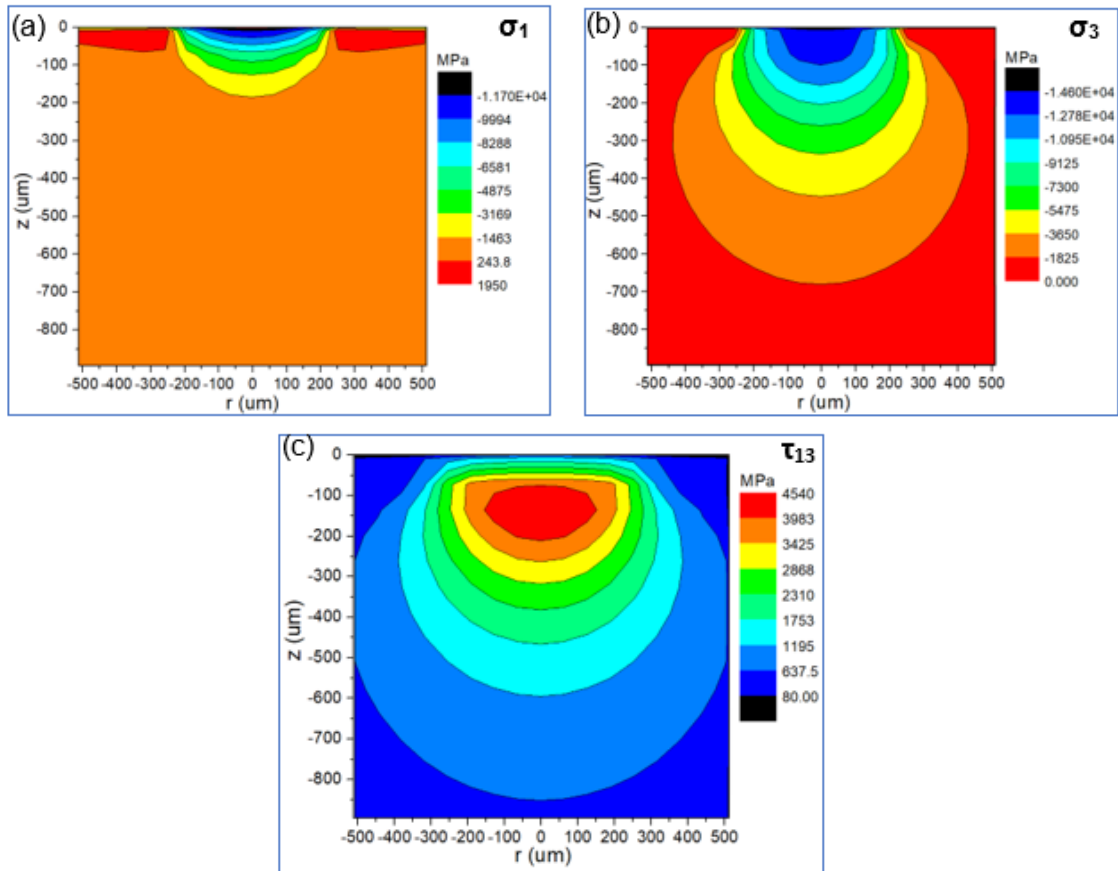 (a)
σ1
MPa
-1.170E+04
-9994
-8288
-6581
-4875
-3169
-1463
243.8
1950
0
-100
-200
-300
-400
-500
-600
-700
-800
z (um)
-500 -400 -300 -200 -100 0 100 200 300 400 500
r (um)
(b)
σ3
MPa
-1.460E+04
-1.278E+04
-1.095E+04
-9125
-7300
-5475
-3650
-1825
0.000
0
-100
-200
-300
-400
-500
-600
-700
-800
z (um)
-500 -400 -300 -200 -100 0 100 200 300 400 500
r (um)
(c)
τ13
MPa
4540
3983
3425
2868
2310
1753
1195
637.5
80.00
0
-100
-200
-300
-400
-500
-600
-700
-800
z (um)
-500 -400 -300 -200 -100 0 100 200 300 400 500
r (um)